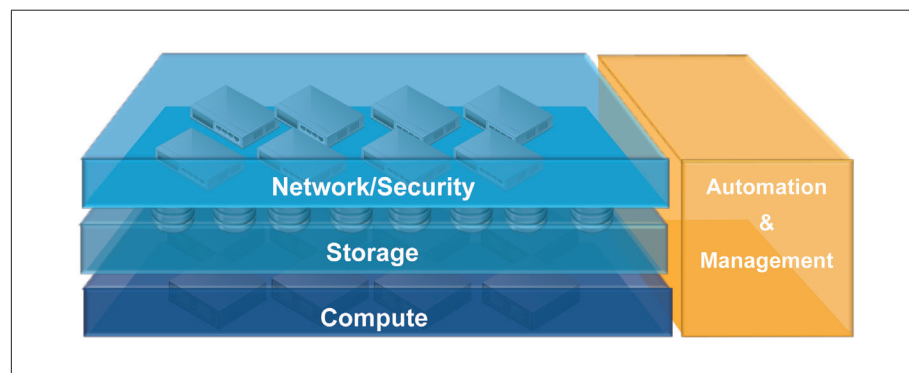 Network/Security
Storage
Compute
Automation
&
Management